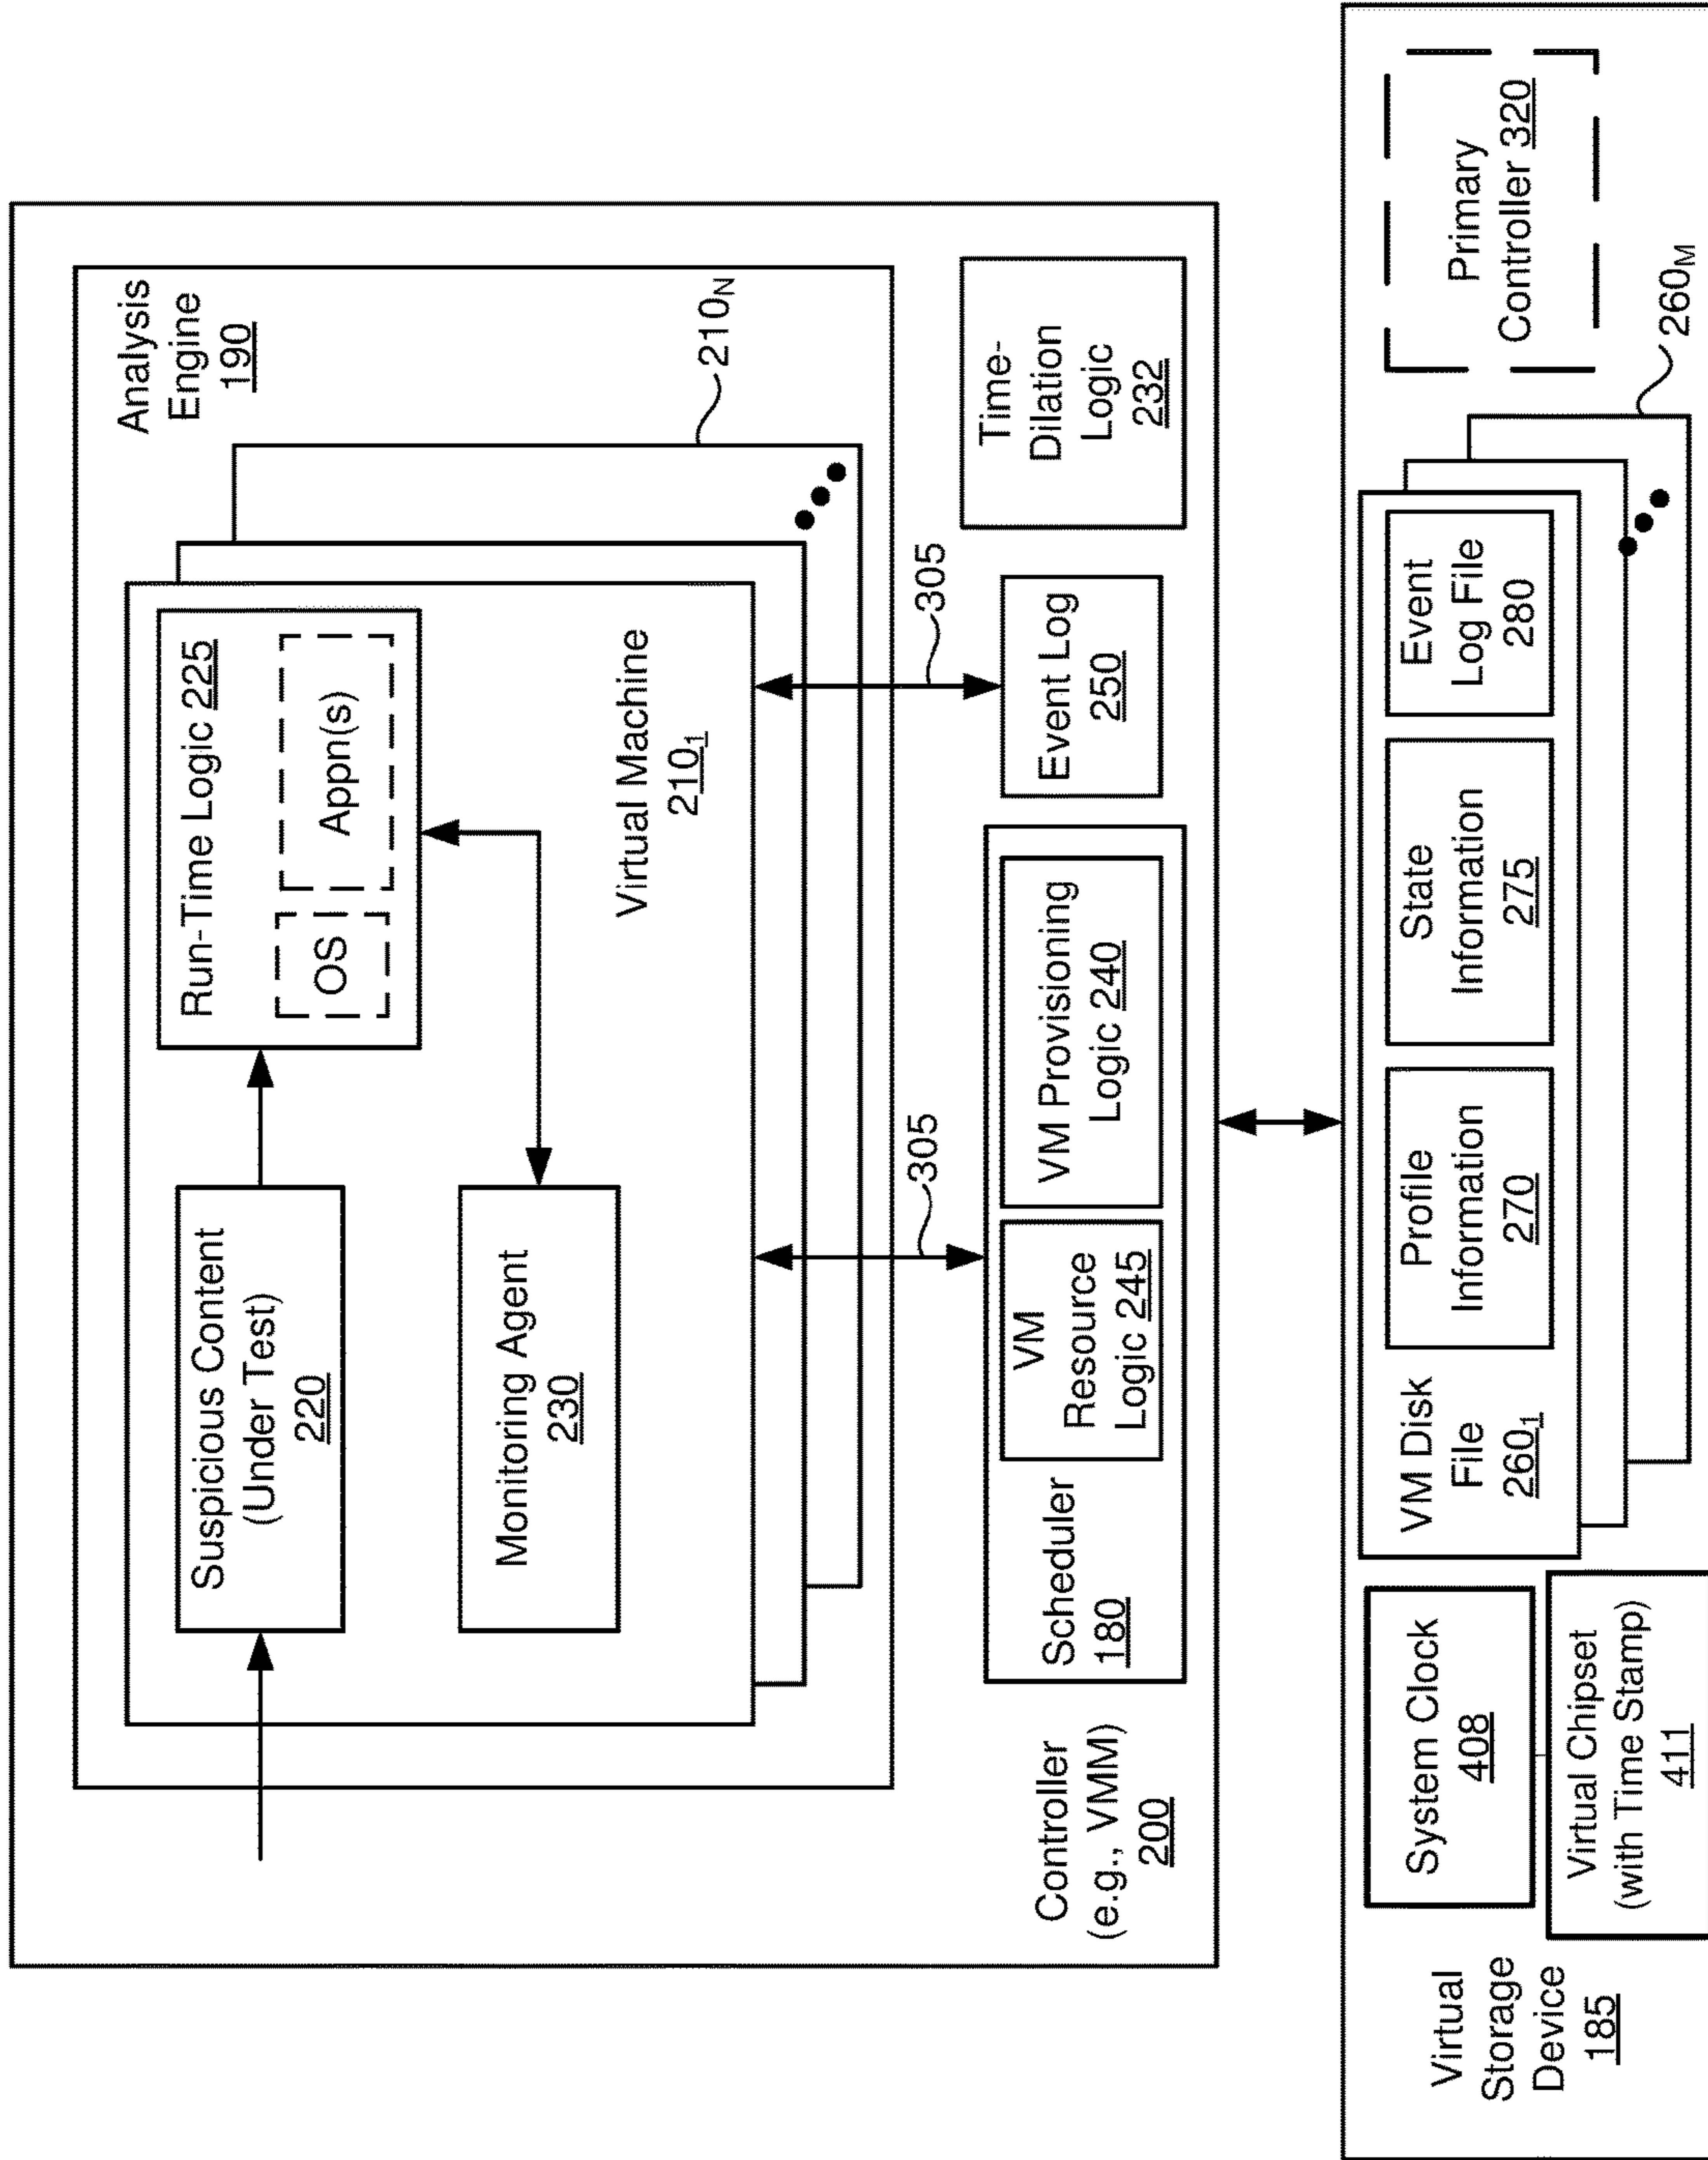 Analysis
Engine
190
Suspicious Content
(Under Test)
220
Run-Time Logic 225
OS
Appn(s)
Monitoring Agent
230
Virtual Machine
210₁
210N
305
305
Controller
(e.g., VMM)
200
Scheduler
180
VM
Resource
Logic 245
VM Provisioning
Logic 240
Event Log
250
Time-
Dilation
Logic
232
Virtual
Storage
Device
185
System Clock
408
Virtual Chipset
(with Time Stamp)
411
VM Disk
File
260₁
Profile
Information
270
State
Information
275
Event
Log File
280
260M
Primary
Controller 320